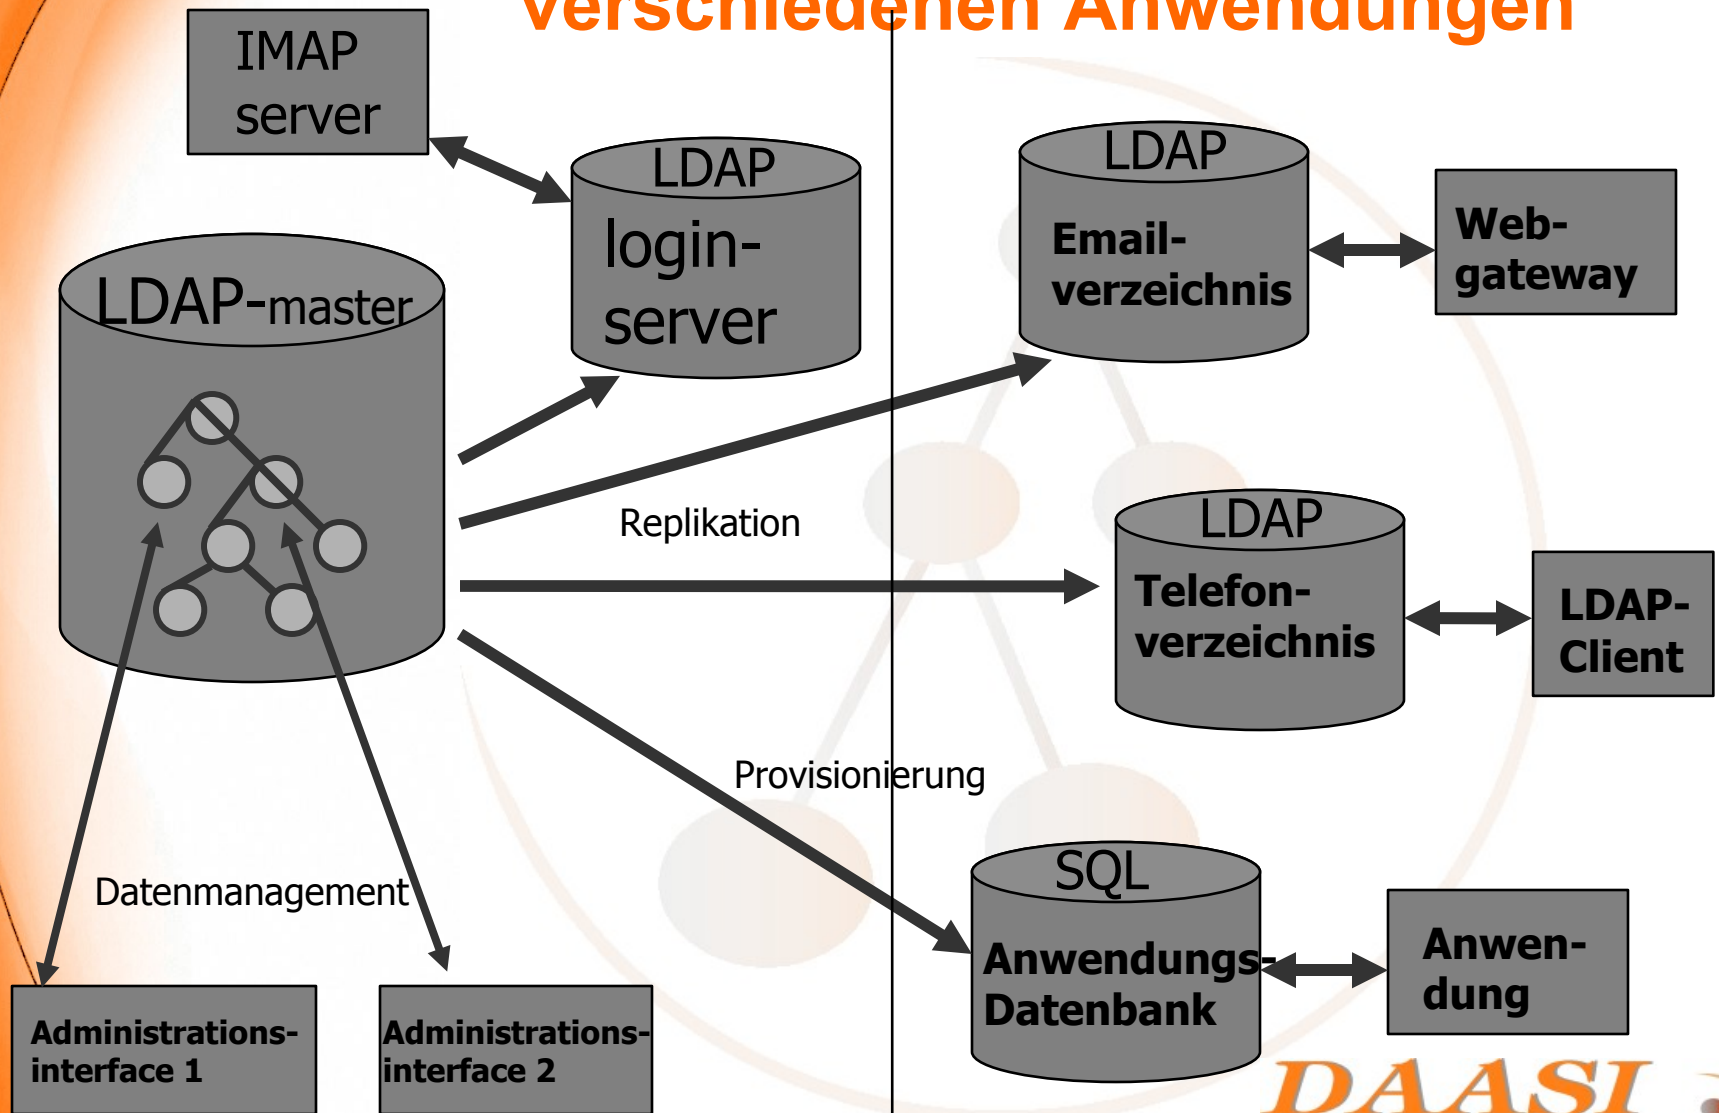 verschiedenen Anwendungen
IMAP
server
LDAP
login-
server
LDAP-master
LDAP
Email-
verzeichnis
Web-
gateway
Replikation
LDAP
Telefon-
verzeichnis
LDAP-
Client
Provisionierung
Datenmanagement
SQL
Anwendungs-
Datenbank
Anwen-
dung
Administrations-
interface 1
Administrations-
interface 2
DAASI